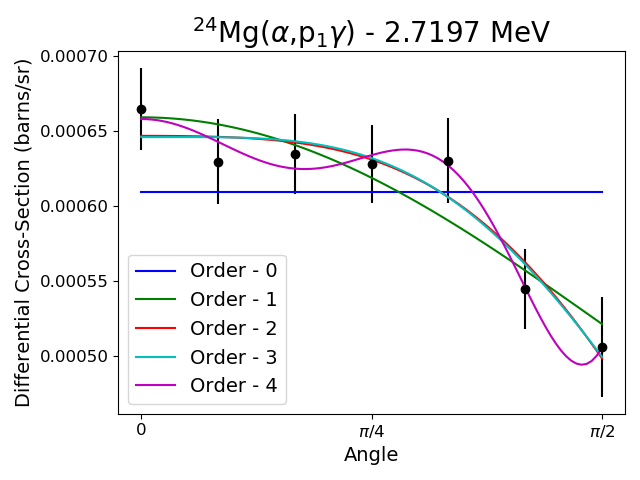 ²⁴Mg(α,p₁γ) - 2.7197 MeV
Differential Cross-Section (barns/sr)
0.00070
0.00065
0.00060
0.00055
0.00050
Order - 0
Order - 1
Order - 2
Order - 3
Order - 4
0
π/4
π/2
Angle